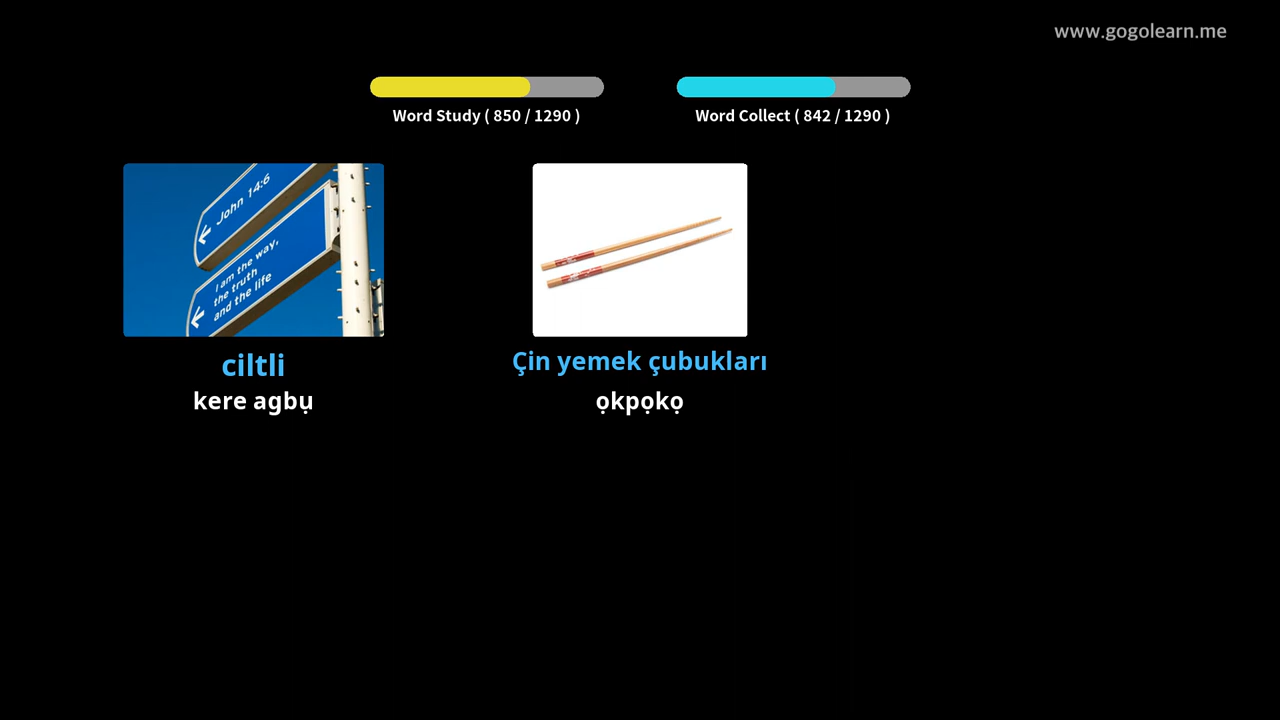 www.gogolearn.me
Word Study ( 850 / 1290 )
Word Collect ( 842 / 1290 )
John 14:6
I am the way,
the truth
and the life
ciltli
kere agbụ
Çin yemek çubukları
ọkpọkọ